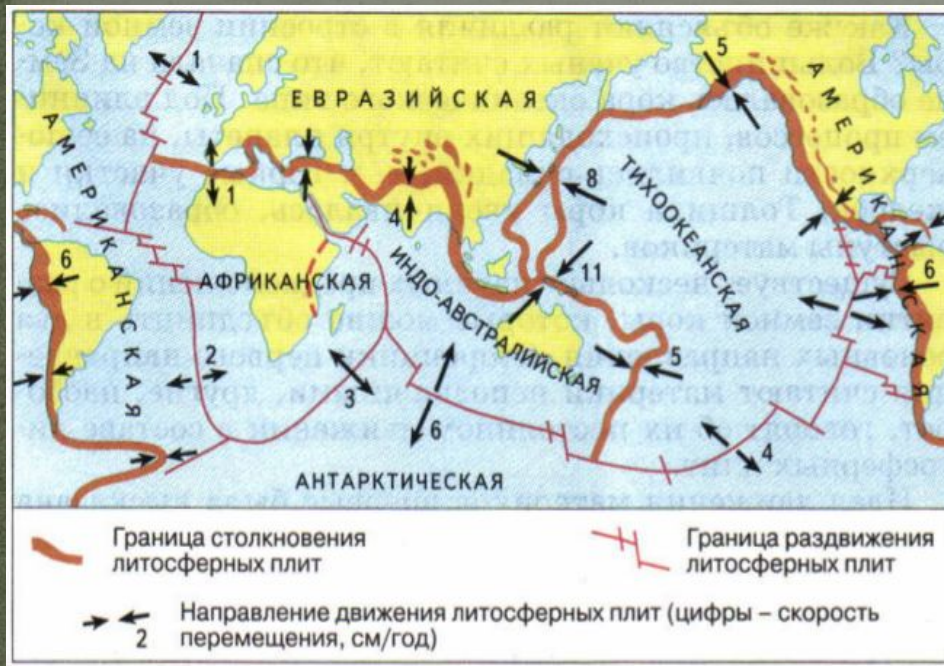 1
5
ЕВРАЗИЙСКАЯ
АМЕРИКАНСКАЯ
1
4
8
ТИХООКЕАНСКАЯ
АМЕРИКАНСКАЯ
6
АФРИКАНСКАЯ
ИНДО-АВСТРАЛИЙСКАЯ
11
6
2
3
5
6
4
АНТАРКТИЧЕСКАЯ
Граница столкновения
литосферных плит
Граница раздвижения
литосферных плит
Направление движения литосферных плит (цифры – скорость
2 перемещения, см/год)